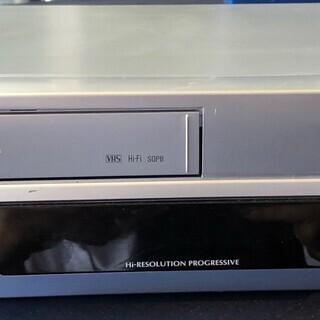 VHS Hi-Fi SQPB
Hi-RESOLUTION PROGRESSIVE